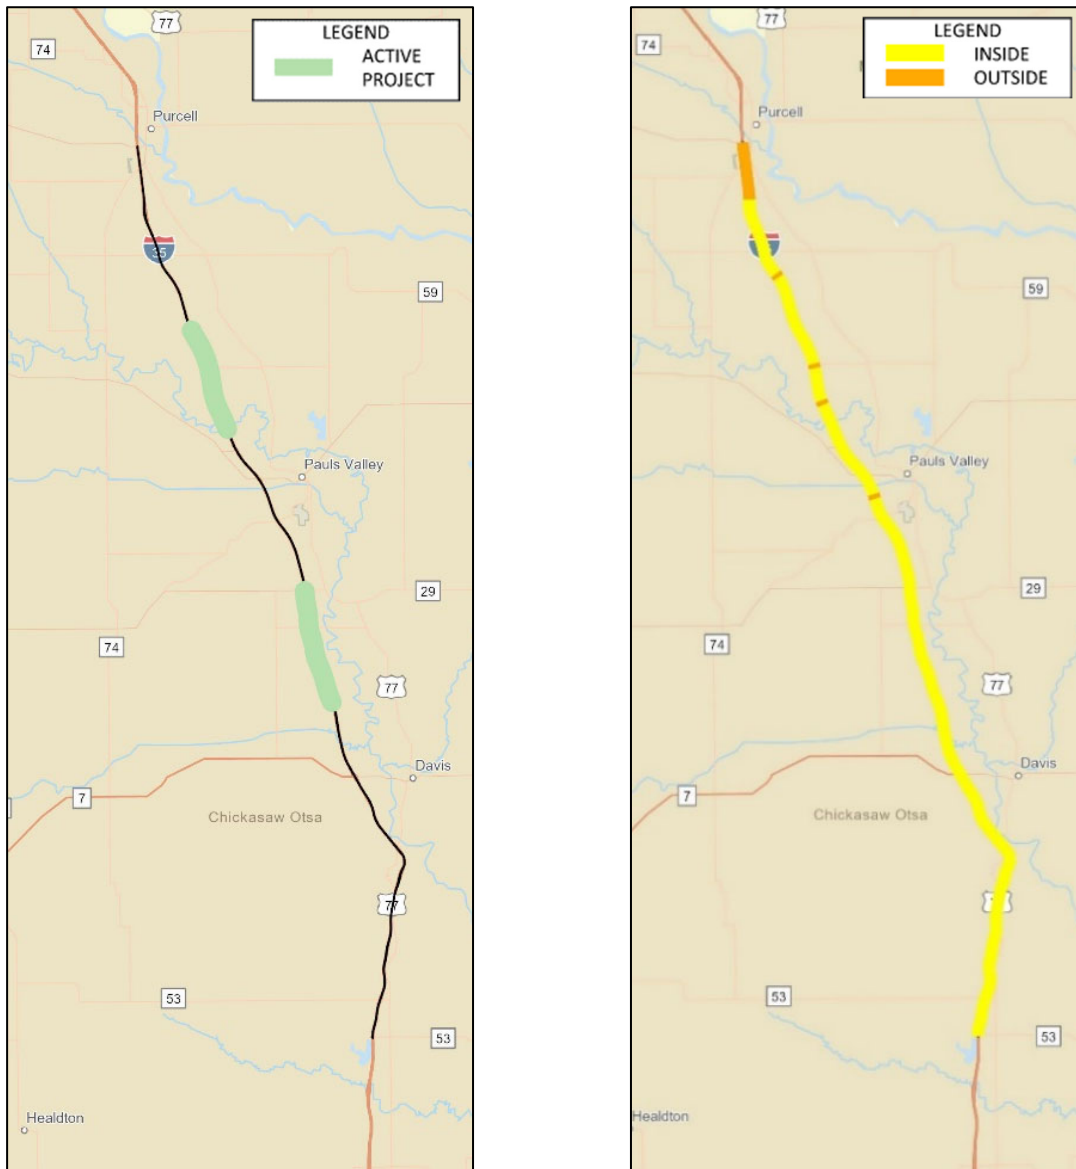 77
LEGEND
ACTIVE
PROJECT
74
Purcell
35
59
Pauls Valley
29
74
77
Davis
7
Chickasaw Otsa
77
53
53
Healdton
77
LEGEND
INSIDE
OUTSIDE
74
Purcell
59
Pauls Valley
29
74
77
Davis
7
Chickasaw Otsa
53
53
Healdton